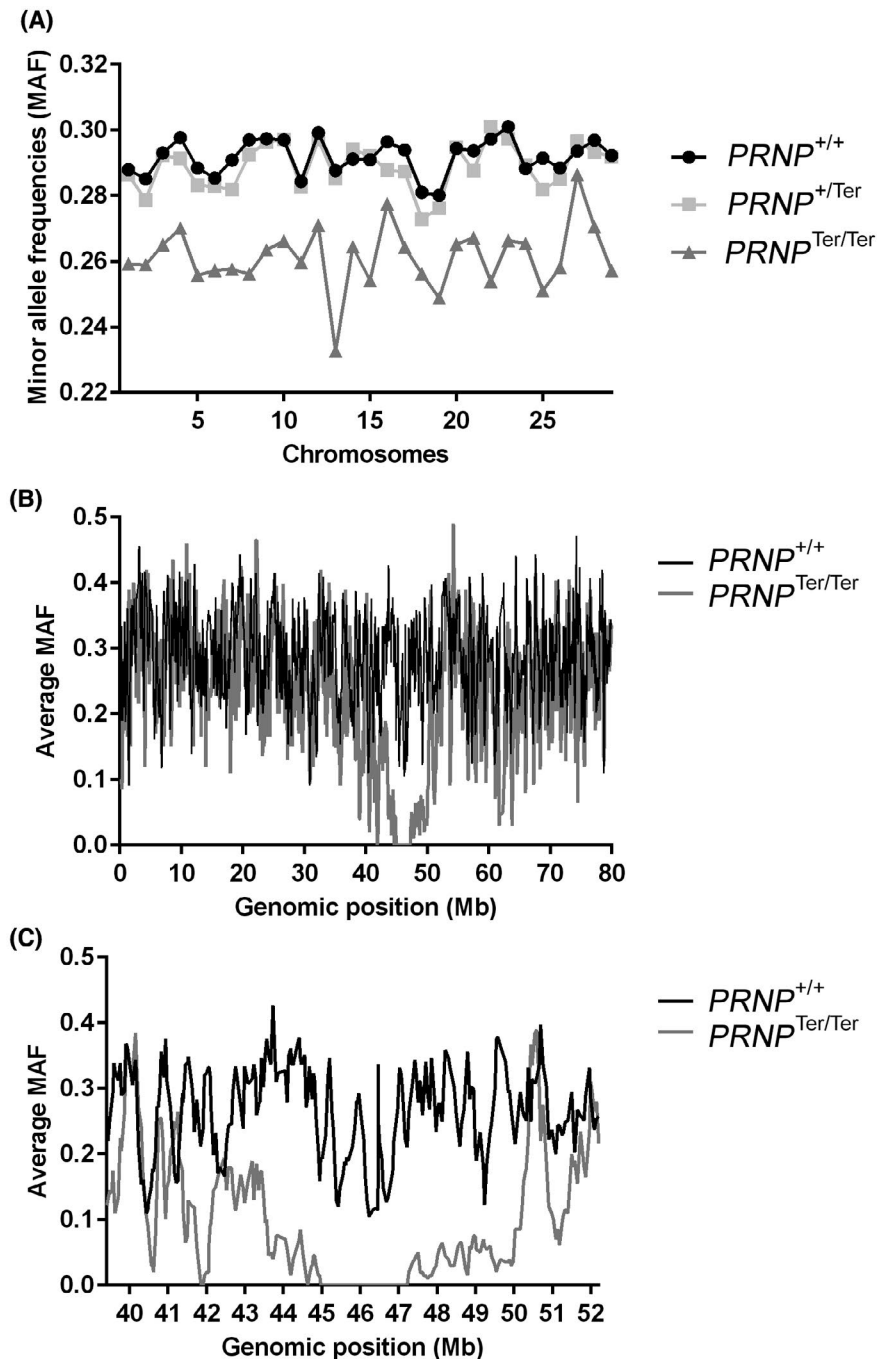 (A)
Minor allele frequencies (MAF)
0.32
0.30
0.28
0.26
0.24
0.22
5 10 15 20 25
Chromosomes
PRNP+/+
PRNP+/Ter
PRNPTer/Ter
(B)
Average MAF
0.5
0.4
0.3
0.2
0.1
0.0
0 10 20 30 40 50 60 70 80
Genomic position (Mb)
PRNP+/+
PRNPTer/Ter
(C)
Average MAF
0.5
0.4
0.3
0.2
0.1
0.0
40 41 42 43 44 45 46 47 48 49 50 51 52
Genomic position (Mb)
PRNP+/+
PRNPTer/Ter